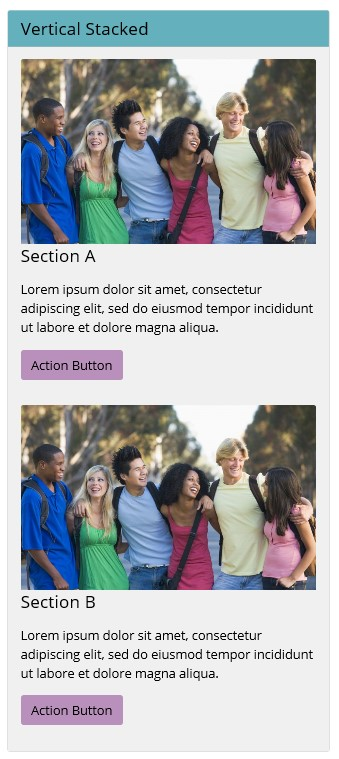 Vertical Stacked
Section A
Lorem ipsum dolor sit amet, consectetur
adipiscing elit, sed do eiusmod tempor incididunt
ut labore et dolore magna aliqua.
Action Button
Section B
Lorem ipsum dolor sit amet, consectetur
adipiscing elit, sed do eiusmod tempor incididunt
ut labore et dolore magna aliqua.
Action Button